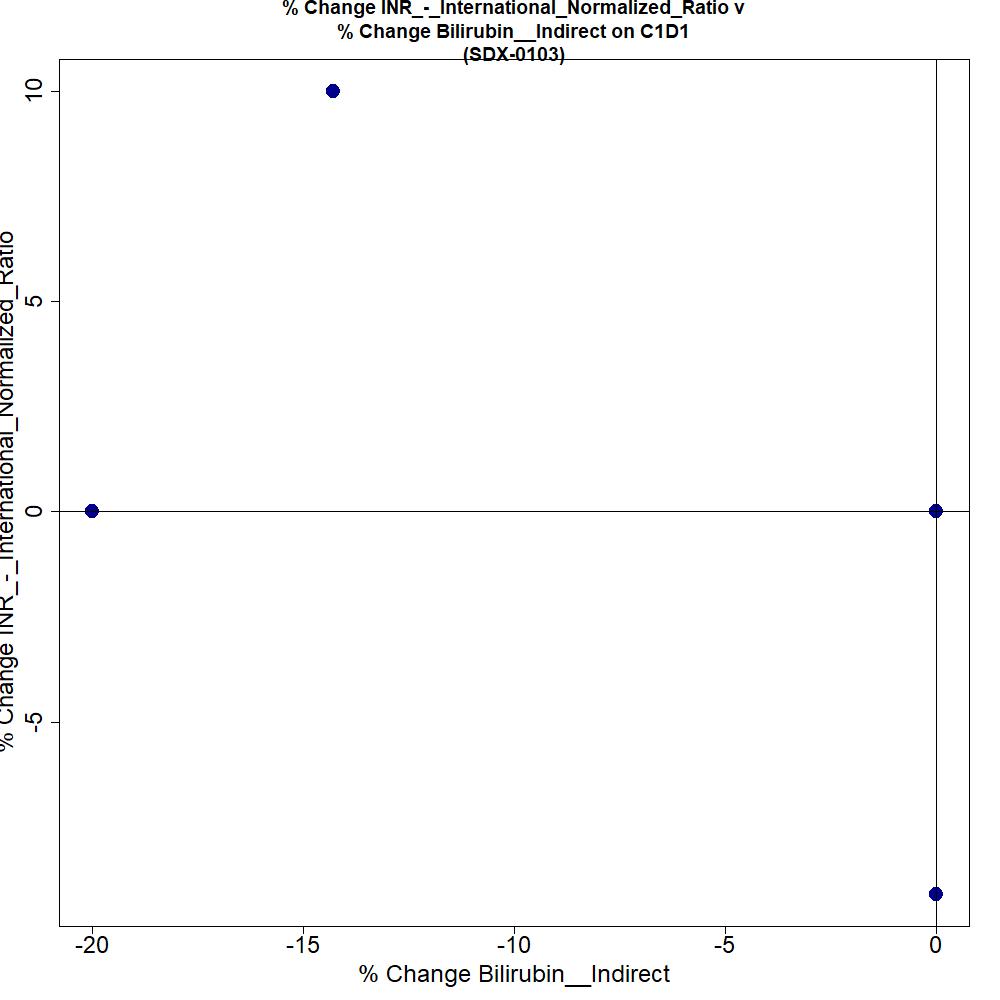 % Change INR_-_International_Normalized_Ratio v
% Change Bilirubin__Indirect on C1D1
(SDX-0103)
% Change INR_-_International_Normalized_Ratio
10
5
0
-5
-20
-15
-10
-5
0
% Change Bilirubin__Indirect